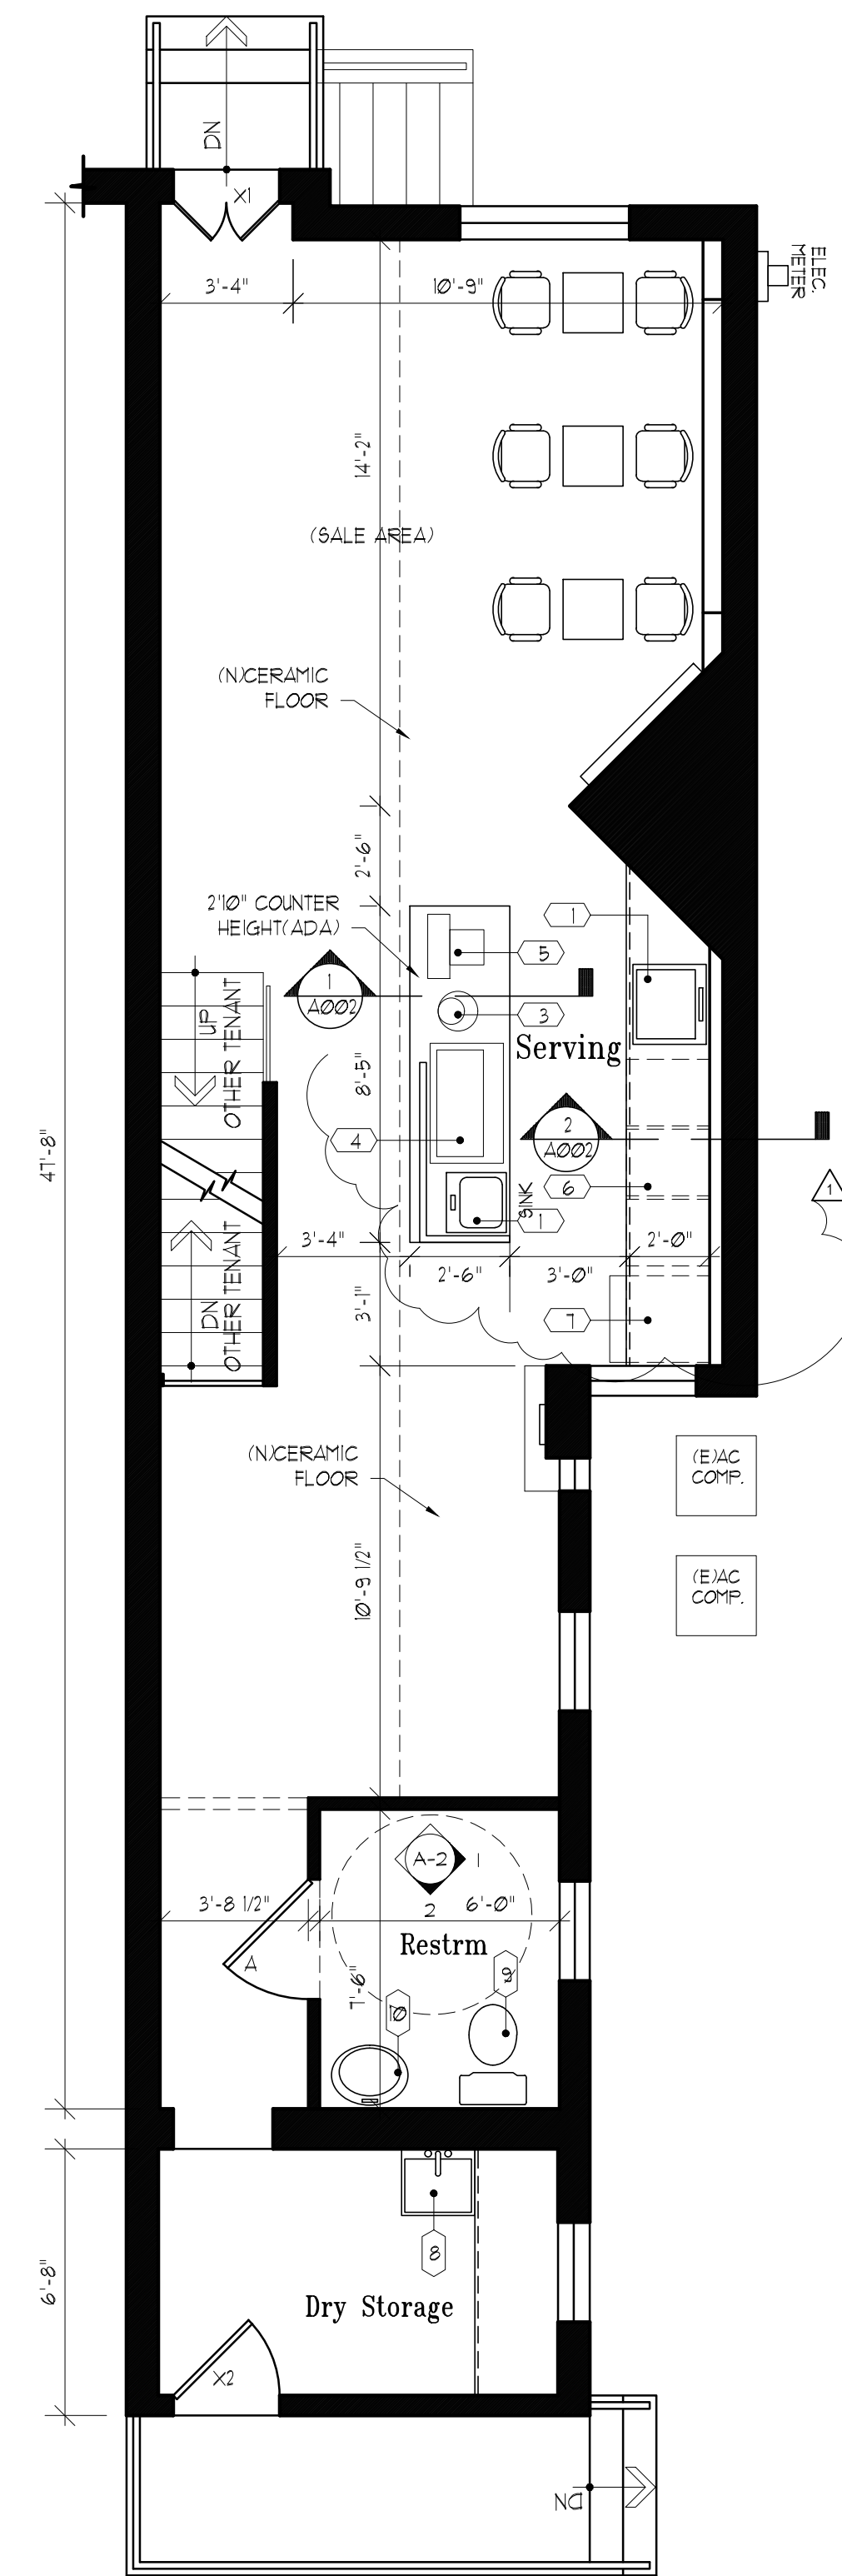 DN
X1
ELEC.
METER
3'-4"
10'-9"
14'-2"
(SALE AREA)
(N)CERAMIC
FLOOR
2'-6"
2'10" COUNTER
HEIGHT(ADA)
1
5
1
A002
3
UP
OTHER TENANT
Serving
8'-5"
4
2
A002
47'-8"
6
1
SINK
1
3'-4"
2'-0"
2'-6"
3'-0"
3'-1"
DN
OTHER TENANT
7
(N)CERAMIC
FLOOR
(E)AC
COMP.
10'-9 1/2"
(E)AC
COMP.
A-2
1
2
3'-8 1/2"
6'-0"
Restrm
A
7'-6"
9
10
8
6'-8"
Dry Storage
X2
DN